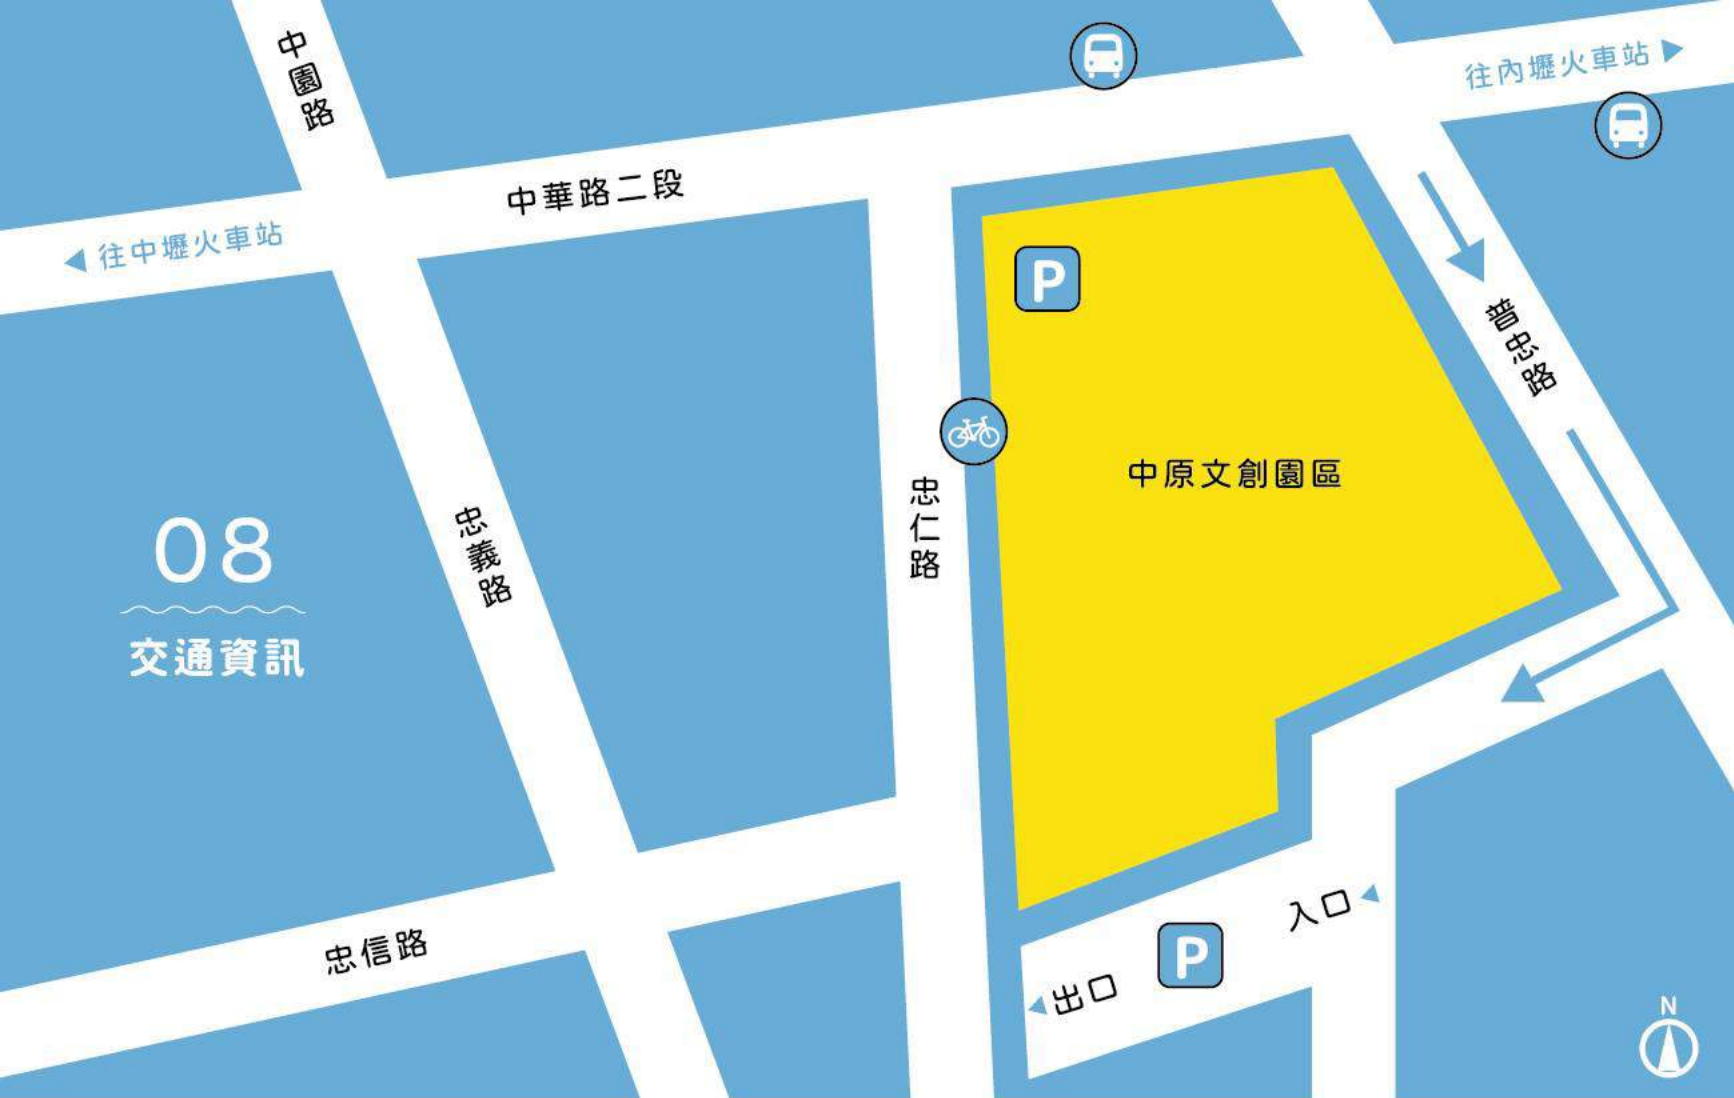 中園路
往內壢火車站
中華路二段
往中壢火車站
P
普忠路
中原文創園區
忠仁路
忠義路
08
交通資訊
入口
忠信路
P
出口
N